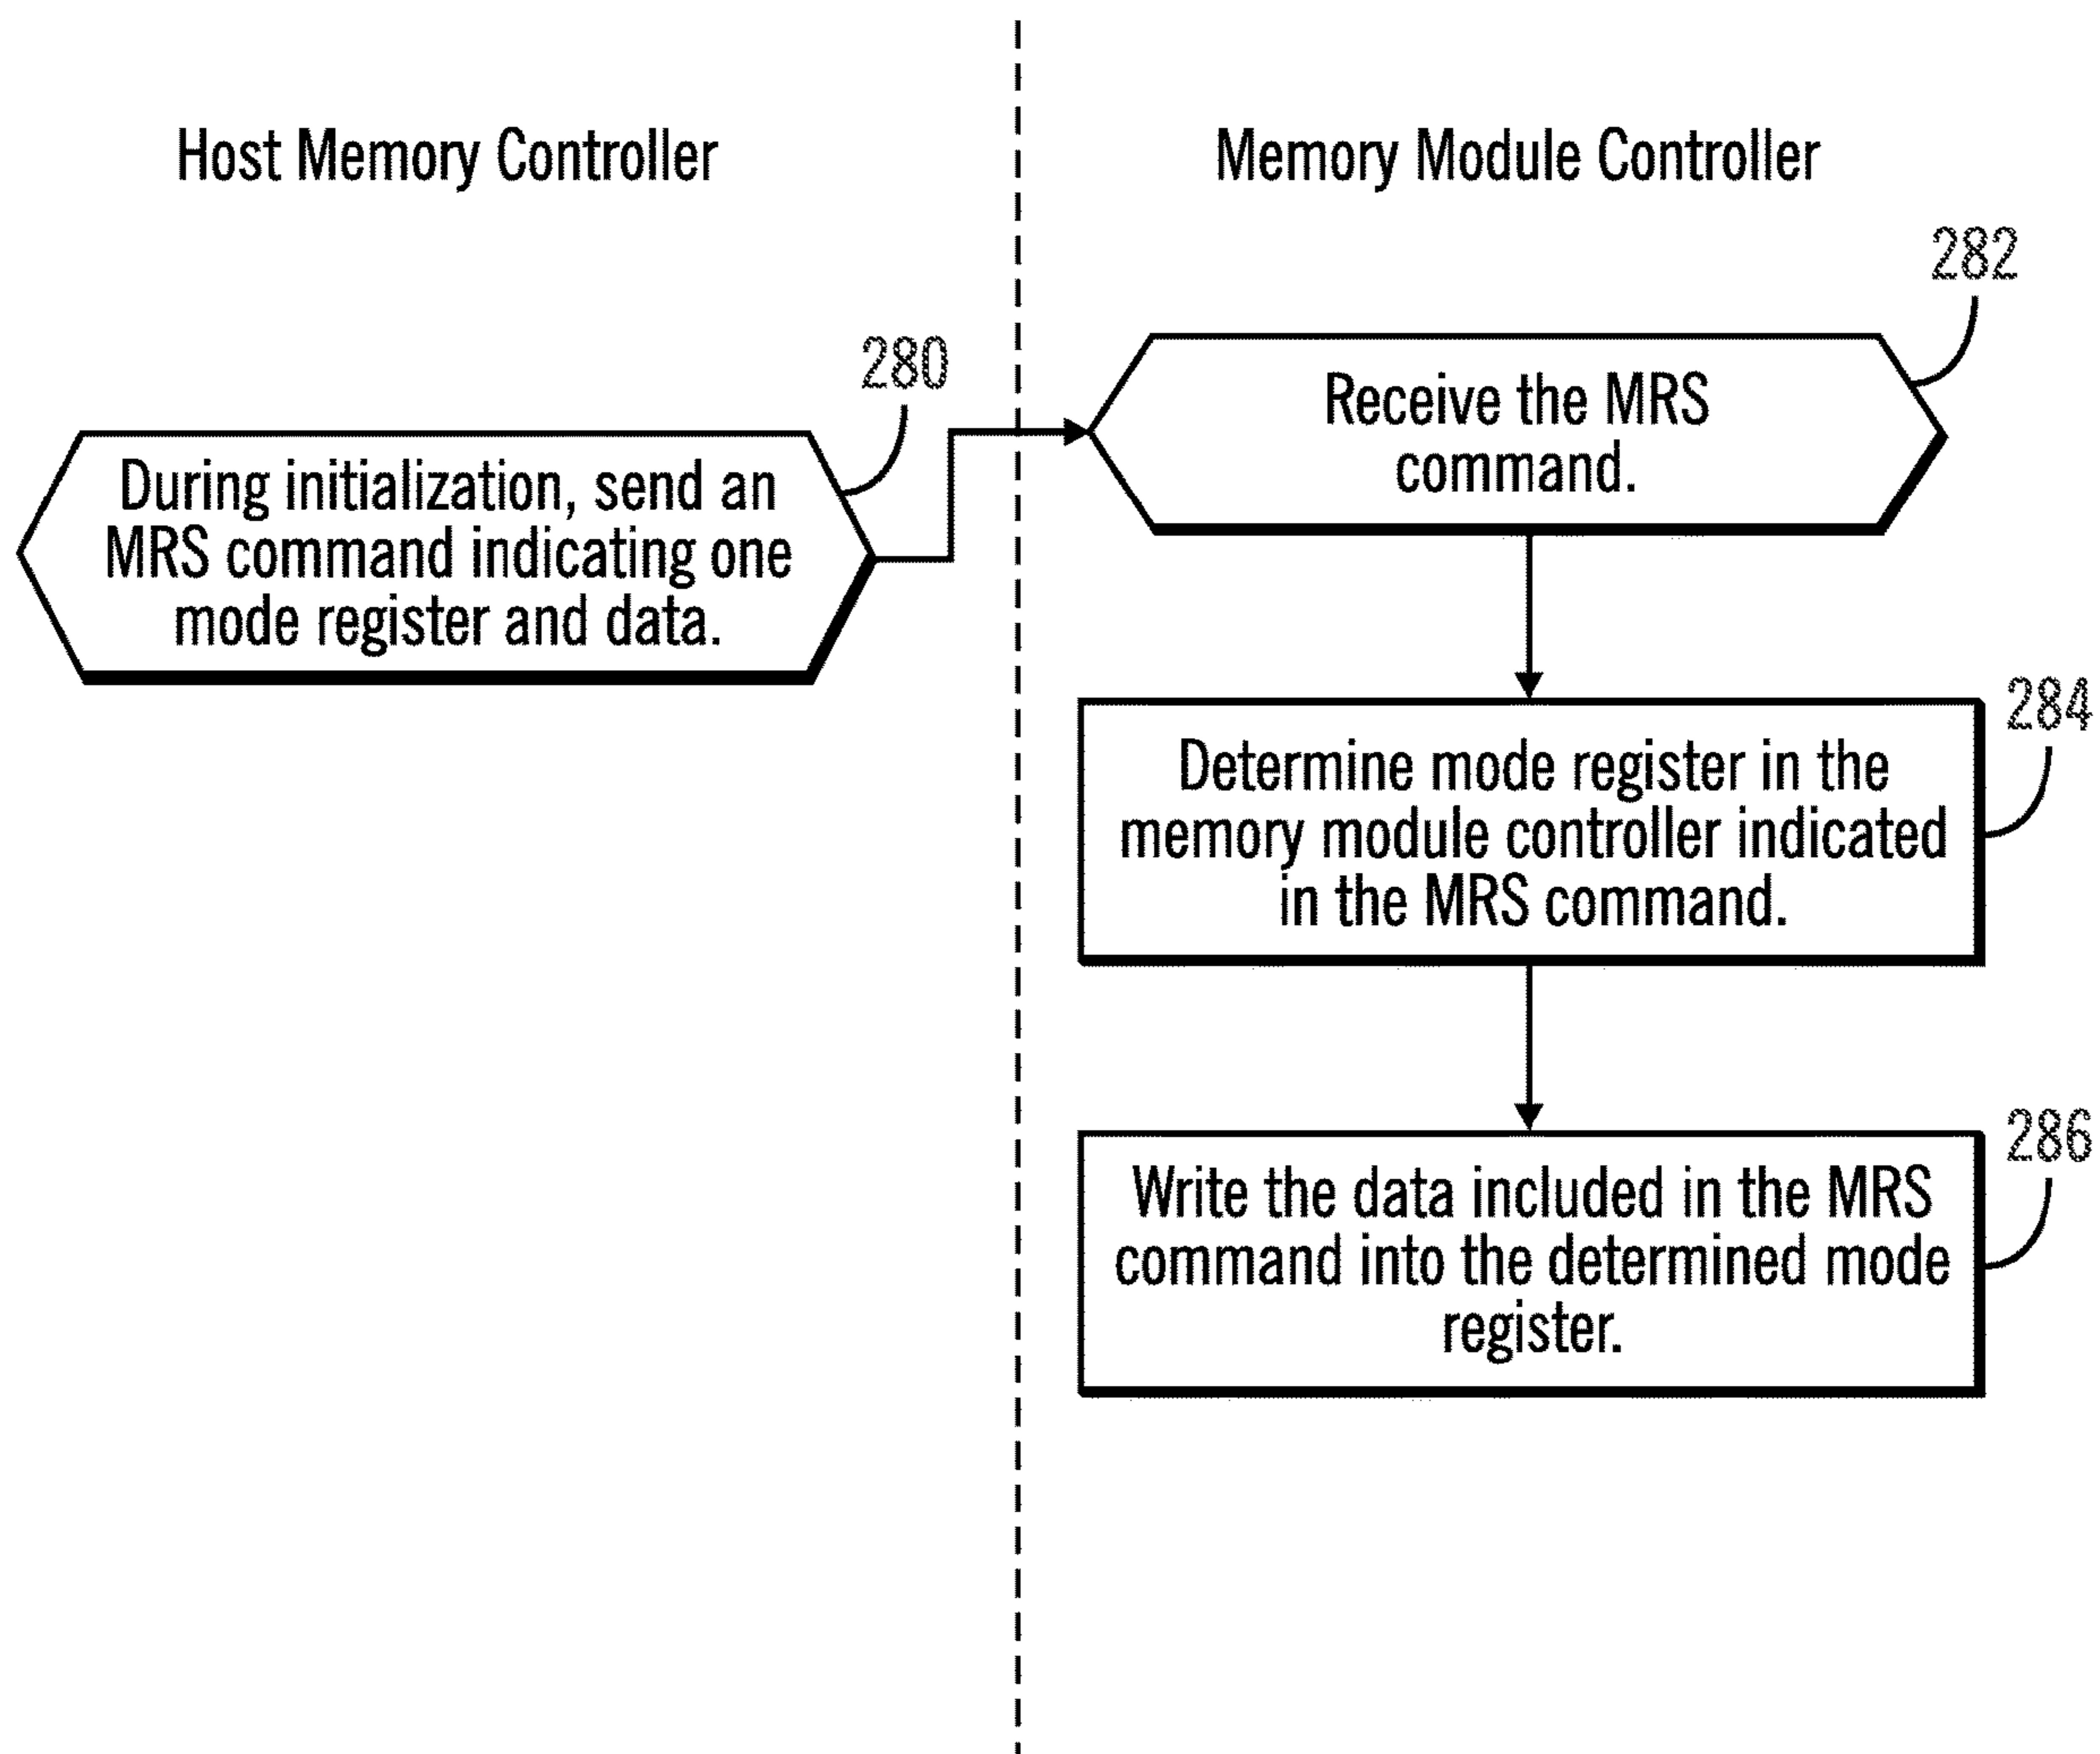 Host Memory Controller
Memory Module Controller
280
During initialization, send an
MRS command indicating one
mode register and data.
282
Receive the MRS
command.
284
Determine mode register in the
memory module controller indicated
in the MRS command.
286
Write the data included in the MRS
command into the determined mode
register.